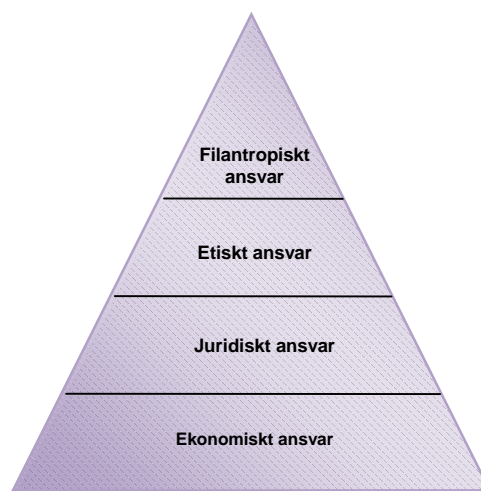 Filantropiskt
ansvar
Etiskt ansvar
Juridiskt ansvar
Ekonomiskt ansvar